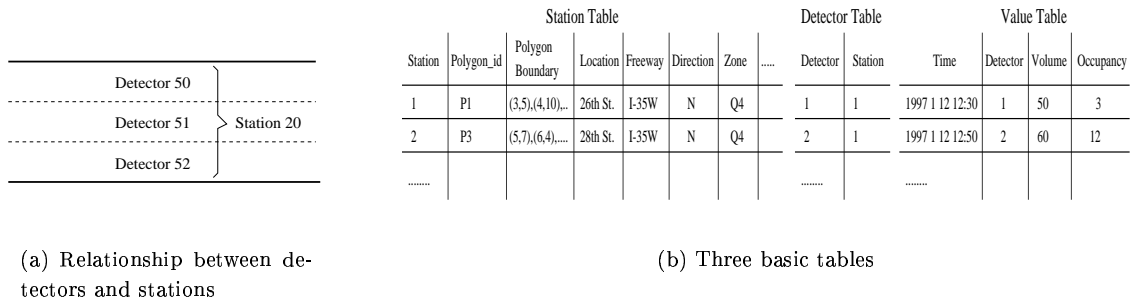 Detector 50
Detector 51
Detector 52
Station 20
(a) Relationship between de-
tectors and stations
Station Table
Station Polygon_id Polygon Boundary Location Freeway Direction Zone .....
1 P1 (3,5),(4,10),.. 26th St. I-35W N Q4
2 P3 (5,7),(6,4),.... 28th St. I-35W N Q4
........
Detector Table
Detector Station
1 1
2 1
........
Value Table
Time Detector Volume Occupancy
1997 1 12 12:30 1 50 3
1997 1 12 12:50 2 60 12
........
(b) Three basic tables